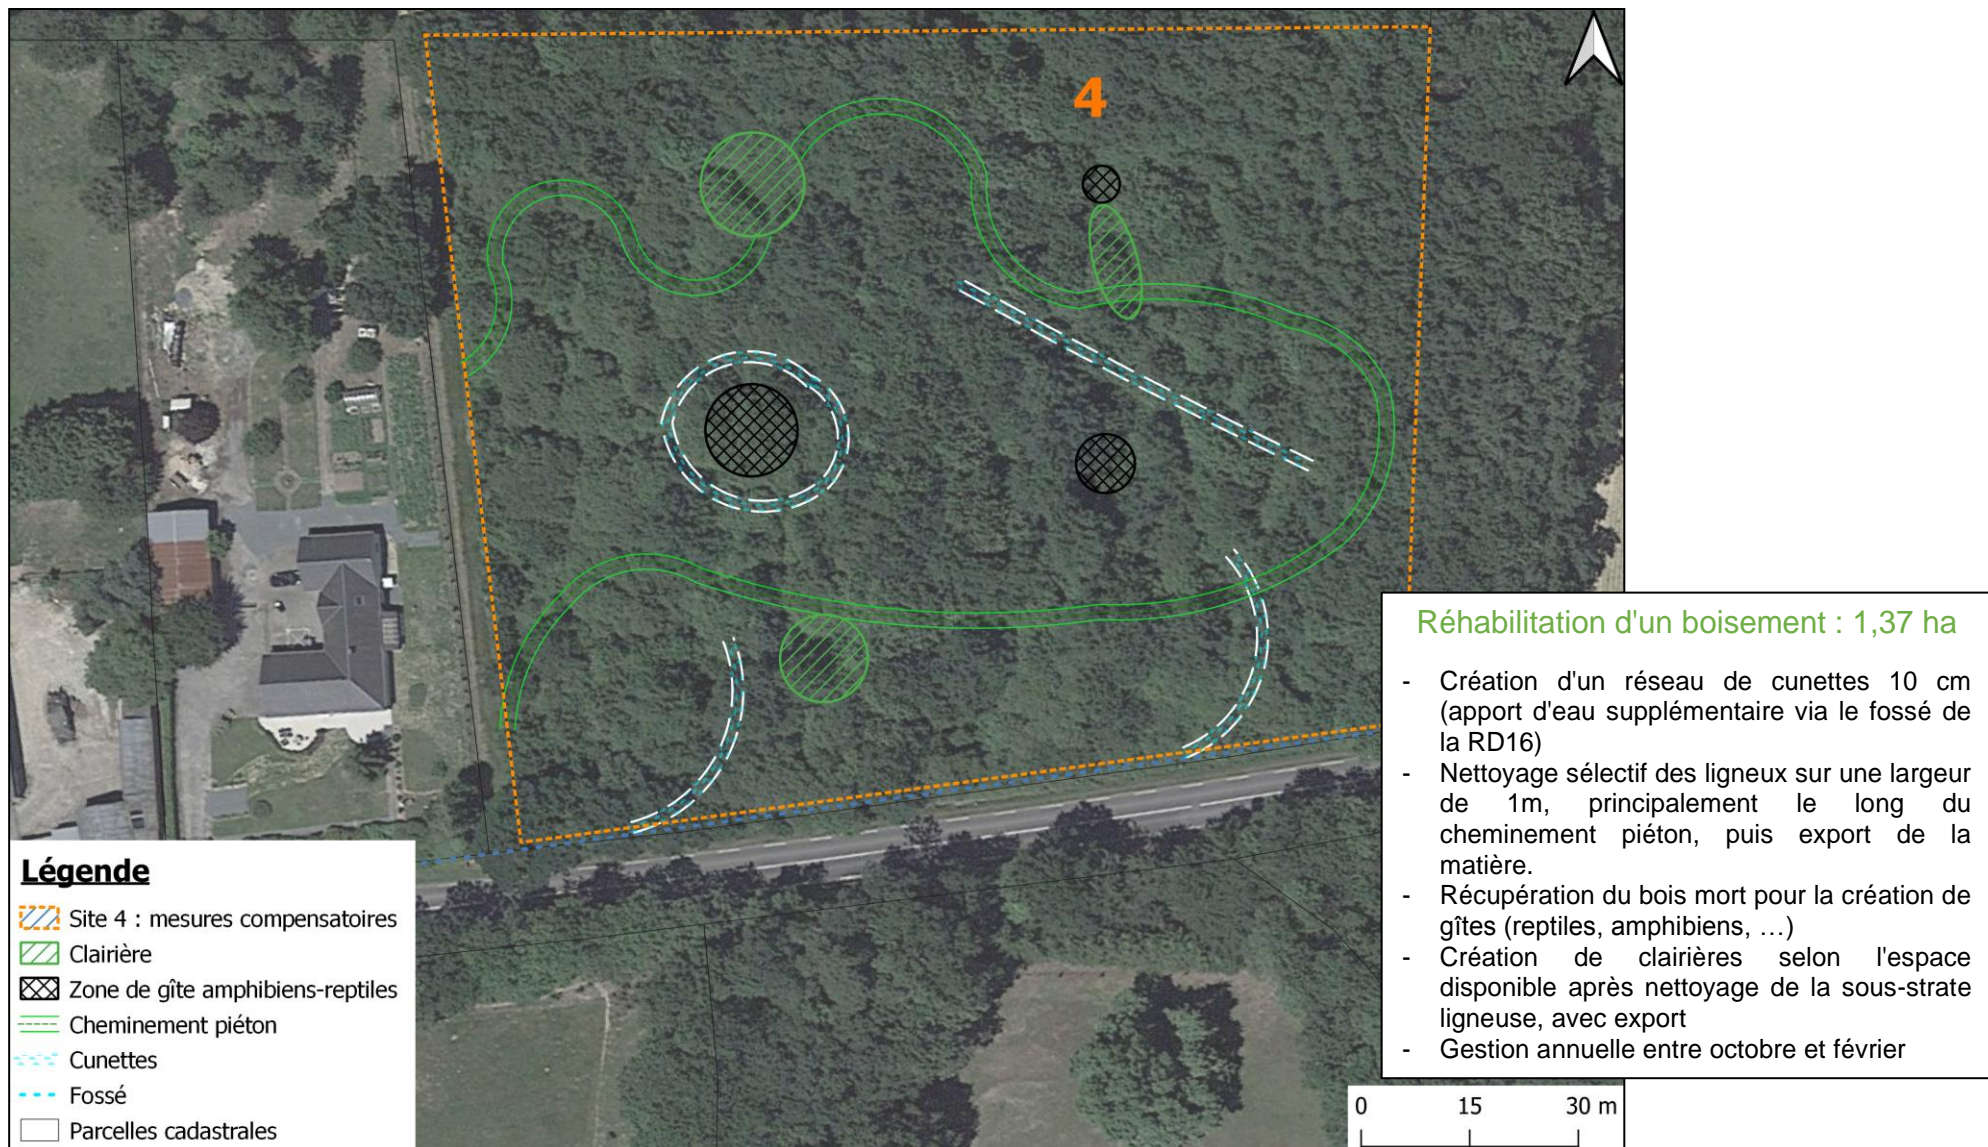 4
Réhabilitation d'un boisement : 1,37 ha
- Création d'un réseau de cunettes 10 cm
(apport d'eau supplémentaire via le fossé de
la RD16)
- Nettoyage sélectif des ligneux sur une largeur
de 1m, principalement le long du
cheminement piéton, puis export de la
matière.
- Récupération du bois mort pour la création de
gîtes (reptiles, amphibiens, …)
- Création de clairières selon l'espace
disponible après nettoyage de la sous-strate
ligneuse, avec export
- Gestion annuelle entre octobre et février
Légende
Site 4 : mesures compensatoires
Clairière
Zone de gîte amphibiens-reptiles
Cheminement piéton
Cunettes
Fossé
Parcelles cadastrales
0 15 30 m